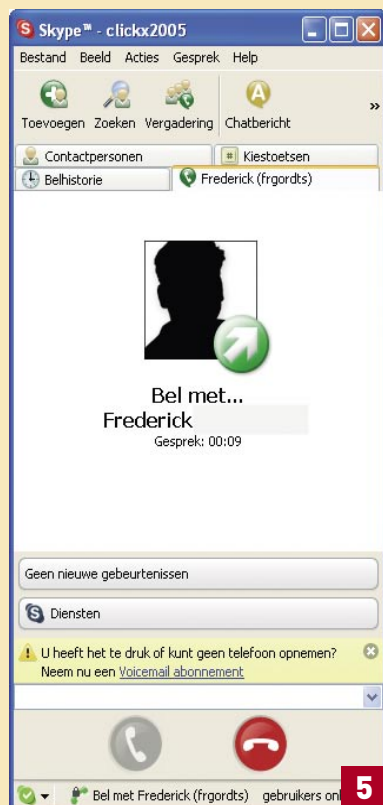 Skype™ - clickx2005
Bestand Beeld Acties Gesprek Help
Toevoegen Zoeken Vergadering Chatbericht »
Contactpersonen Kiestoetsen
Belhistorie Frederick (frgordts)
Bel met...
Frederick
Gesprek: 00:09
Geen nieuwe gebeurtenissen
Diensten
U heeft het te druk of kunt geen telefoon opnemen?
Neem nu een Voicemail abonnement
Bel met Frederick (frgordts) gebruikers
5